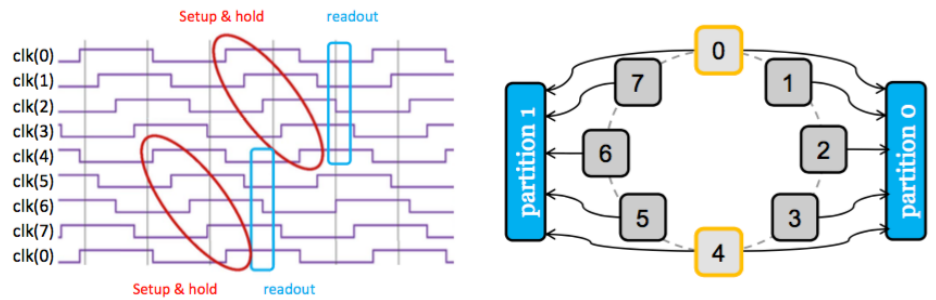 Setup & hold
readout
clk(0)
clk(1)
clk(2)
clk(3)
clk(4)
clk(5)
clk(6)
clk(7)
clk(0)
Setup & hold
readout
0
7
1
partition 1
6
2
partition 0
5
3
4